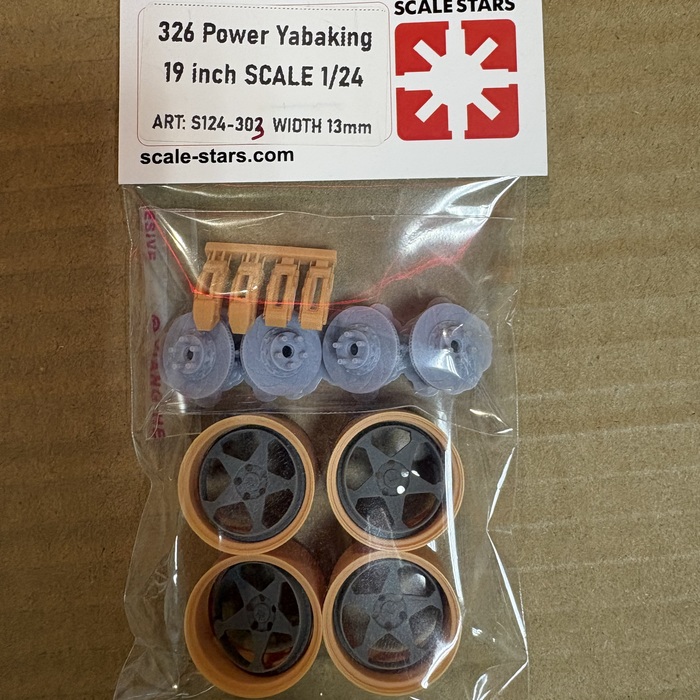 SCALE STARS
326 Power Yabaking
19 inch SCALE 1/24
ART: S124-303 WIDTH 13mm
scale-stars.com